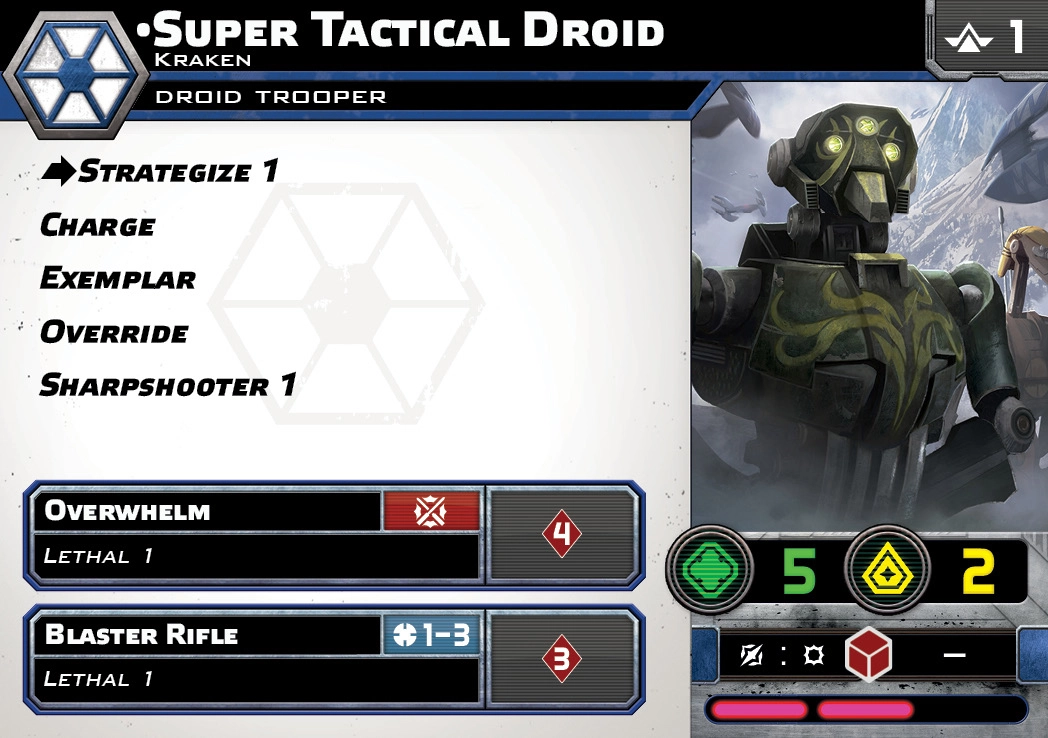 •Super Tactical Droid
Kraken
1
Droid Trooper
Strategize 1
Charge
Exemplar
Override
Sharpshooter 1
Overwhelm
4
Lethal 1
Blaster Rifle
1–3
3
Lethal 1
5
2
: –